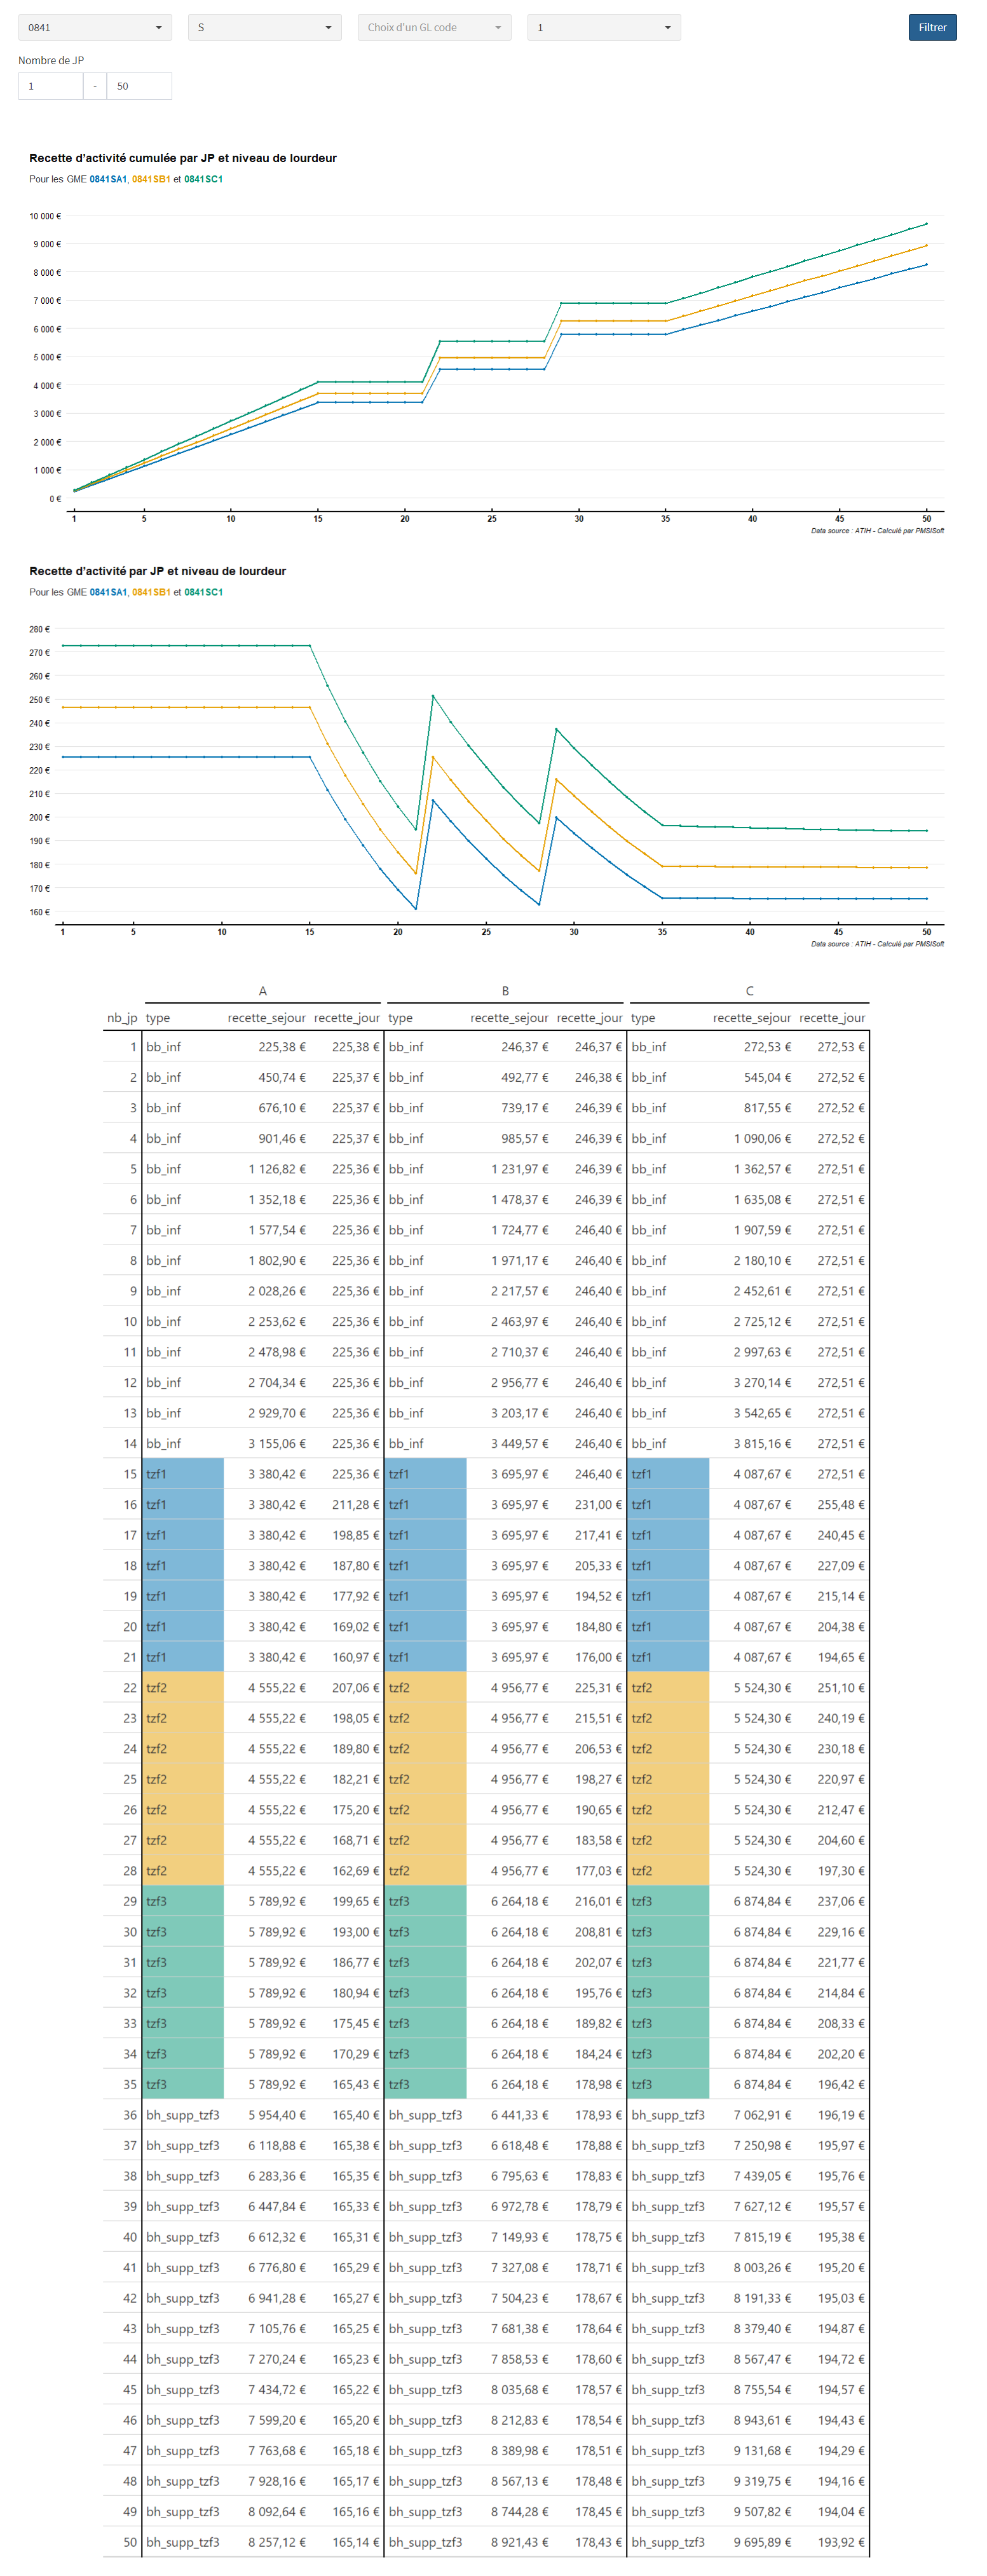 0841 S Choix d'un GL code 1 Filtrer
Nombre de JP
1 - 50
Recette d'activité cumulée par JP et niveau de lourdeur
Pour les GME 0841SA1, 0841SB1 et 0841SC1
10 000 €
9 000 €
8 000 €
7 000 €
6 000 €
5 000 €
4 000 €
3 000 €
2 000 €
1 000 €
0 €
1 5 10 15 20 25 30 35 40 45 50
Data source : ATIH - Calculé par PMSISoft
Recette d'activité par JP et niveau de lourdeur
Pour les GME 0841SA1, 0841SB1 et 0841SC1
280 €
270 €
260 €
250 €
240 €
230 €
220 €
210 €
200 €
190 €
180 €
170 €
160 €
1 5 10 15 20 25 30 35 40 45 50
Data source : ATIH - Calculé par PMSISoft
A B C
nb_jp type recette_sejour recette_jour type recette_sejour recette_jour type recette_sejour recette_jour
1 bb_inf 225,38 € 225,38 € bb_inf 246,37 € 246,37 € bb_inf 272,53 € 272,53 €
2 bb_inf 450,74 € 225,37 € bb_inf 492,77 € 246,38 € bb_inf 545,04 € 272,52 €
3 bb_inf 676,10 € 225,37 € bb_inf 739,17 € 246,39 € bb_inf 817,55 € 272,52 €
4 bb_inf 901,46 € 225,37 € bb_inf 985,57 € 246,39 € bb_inf 1 090,06 € 272,52 €
5 bb_inf 1 126,82 € 225,36 € bb_inf 1 231,97 € 246,39 € bb_inf 1 362,57 € 272,51 €
6 bb_inf 1 352,18 € 225,36 € bb_inf 1 478,37 € 246,39 € bb_inf 1 635,08 € 272,51 €
7 bb_inf 1 577,54 € 225,36 € bb_inf 1 724,77 € 246,40 € bb_inf 1 907,59 € 272,51 €
8 bb_inf 1 802,90 € 225,36 € bb_inf 1 971,17 € 246,40 € bb_inf 2 180,10 € 272,51 €
9 bb_inf 2 028,26 € 225,36 € bb_inf 2 217,57 € 246,40 € bb_inf 2 452,61 € 272,51 €
10 bb_inf 2 253,62 € 225,36 € bb_inf 2 463,97 € 246,40 € bb_inf 2 725,12 € 272,51 €
11 bb_inf 2 478,98 € 225,36 € bb_inf 2 710,37 € 246,40 € bb_inf 2 997,63 € 272,51 €
12 bb_inf 2 704,34 € 225,36 € bb_inf 2 956,77 € 246,40 € bb_inf 3 270,14 € 272,51 €
13 bb_inf 2 929,70 € 225,36 € bb_inf 3 203,17 € 246,40 € bb_inf 3 542,65 € 272,51 €
14 bb_inf 3 155,06 € 225,36 € bb_inf 3 449,57 € 246,40 € bb_inf 3 815,16 € 272,51 €
15 tzf1 3 380,42 € 225,36 € tzf1 3 695,97 € 246,40 € tzf1 4 087,67 € 272,51 €
16 tzf1 3 380,42 € 211,28 € tzf1 3 695,97 € 231,00 € tzf1 4 087,67 € 255,48 €
17 tzf1 3 380,42 € 198,85 € tzf1 3 695,97 € 217,41 € tzf1 4 087,67 € 240,45 €
18 tzf1 3 380,42 € 187,80 € tzf1 3 695,97 € 205,33 € tzf1 4 087,67 € 227,09 €
19 tzf1 3 380,42 € 177,92 € tzf1 3 695,97 € 194,52 € tzf1 4 087,67 € 215,14 €
20 tzf1 3 380,42 € 169,02 € tzf1 3 695,97 € 184,80 € tzf1 4 087,67 € 204,38 €
21 tzf1 3 380,42 € 160,97 € tzf1 3 695,97 € 176,00 € tzf1 4 087,67 € 194,65 €
22 tzf2 4 555,22 € 207,06 € tzf2 4 956,77 € 225,31 € tzf2 5 524,30 € 251,10 €
23 tzf2 4 555,22 € 198,05 € tzf2 4 956,77 € 215,51 € tzf2 5 524,30 € 240,19 €
24 tzf2 4 555,22 € 189,80 € tzf2 4 956,77 € 206,53 € tzf2 5 524,30 € 230,18 €
25 tzf2 4 555,22 € 182,21 € tzf2 4 956,77 € 198,27 € tzf2 5 524,30 € 220,97 €
26 tzf2 4 555,22 € 175,20 € tzf2 4 956,77 € 190,65 € tzf2 5 524,30 € 212,47 €
27 tzf2 4 555,22 € 168,71 € tzf2 4 956,77 € 183,58 € tzf2 5 524,30 € 204,60 €
28 tzf2 4 555,22 € 162,69 € tzf2 4 956,77 € 177,03 € tzf2 5 524,30 € 197,30 €
29 tzf3 5 789,92 € 199,65 € tzf3 6 264,18 € 216,01 € tzf3 6 874,84 € 237,06 €
30 tzf3 5 789,92 € 193,00 € tzf3 6 264,18 € 208,81 € tzf3 6 874,84 € 229,16 €
31 tzf3 5 789,92 € 186,77 € tzf3 6 264,18 € 202,07 € tzf3 6 874,84 € 221,77 €
32 tzf3 5 789,92 € 180,94 € tzf3 6 264,18 € 195,76 € tzf3 6 874,84 € 214,84 €
33 tzf3 5 789,92 € 175,45 € tzf3 6 264,18 € 189,82 € tzf3 6 874,84 € 208,33 €
34 tzf3 5 789,92 € 170,29 € tzf3 6 264,18 € 184,24 € tzf3 6 874,84 € 202,20 €
35 tzf3 5 789,92 € 165,43 € tzf3 6 264,18 € 178,98 € tzf3 6 874,84 € 196,42 €
36 bh_supp_tzf3 5 954,40 € 165,40 € bh_supp_tzf3 6 441,33 € 178,93 € bh_supp_tzf3 7 062,91 € 196,19 €
37 bh_supp_tzf3 6 118,88 € 165,38 € bh_supp_tzf3 6 618,48 € 178,88 € bh_supp_tzf3 7 250,98 € 195,97 €
38 bh_supp_tzf3 6 283,36 € 165,35 € bh_supp_tzf3 6 795,63 € 178,83 € bh_supp_tzf3 7 439,05 € 195,76 €
39 bh_supp_tzf3 6 447,84 € 165,33 € bh_supp_tzf3 6 972,78 € 178,79 € bh_supp_tzf3 7 627,12 € 195,57 €
40 bh_supp_tzf3 6 612,32 € 165,31 € bh_supp_tzf3 7 149,93 € 178,75 € bh_supp_tzf3 7 815,19 € 195,38 €
41 bh_supp_tzf3 6 776,80 € 165,29 € bh_supp_tzf3 7 327,08 € 178,71 € bh_supp_tzf3 8 003,26 € 195,20 €
42 bh_supp_tzf3 6 941,28 € 165,27 € bh_supp_tzf3 7 504,23 € 178,67 € bh_supp_tzf3 8 191,33 € 195,03 €
43 bh_supp_tzf3 7 105,76 € 165,25 € bh_supp_tzf3 7 681,38 € 178,64 € bh_supp_tzf3 8 379,40 € 194,87 €
44 bh_supp_tzf3 7 270,24 € 165,23 € bh_supp_tzf3 7 858,53 € 178,60 € bh_supp_tzf3 8 567,47 € 194,72 €
45 bh_supp_tzf3 7 434,72 € 165,22 € bh_supp_tzf3 8 035,68 € 178,57 € bh_supp_tzf3 8 755,54 € 194,57 €
46 bh_supp_tzf3 7 599,20 € 165,20 € bh_supp_tzf3 8 212,83 € 178,54 € bh_supp_tzf3 8 943,61 € 194,43 €
47 bh_supp_tzf3 7 763,68 € 165,18 € bh_supp_tzf3 8 389,98 € 178,51 € bh_supp_tzf3 9 131,68 € 194,29 €
48 bh_supp_tzf3 7 928,16 € 165,17 € bh_supp_tzf3 8 567,13 € 178,48 € bh_supp_tzf3 9 319,75 € 194,16 €
49 bh_supp_tzf3 8 092,64 € 165,16 € bh_supp_tzf3 8 744,28 € 178,45 € bh_supp_tzf3 9 507,82 € 194,04 €
50 bh_supp_tzf3 8 257,12 € 165,14 € bh_supp_tzf3 8 921,43 € 178,43 € bh_supp_tzf3 9 695,89 € 193,92 €